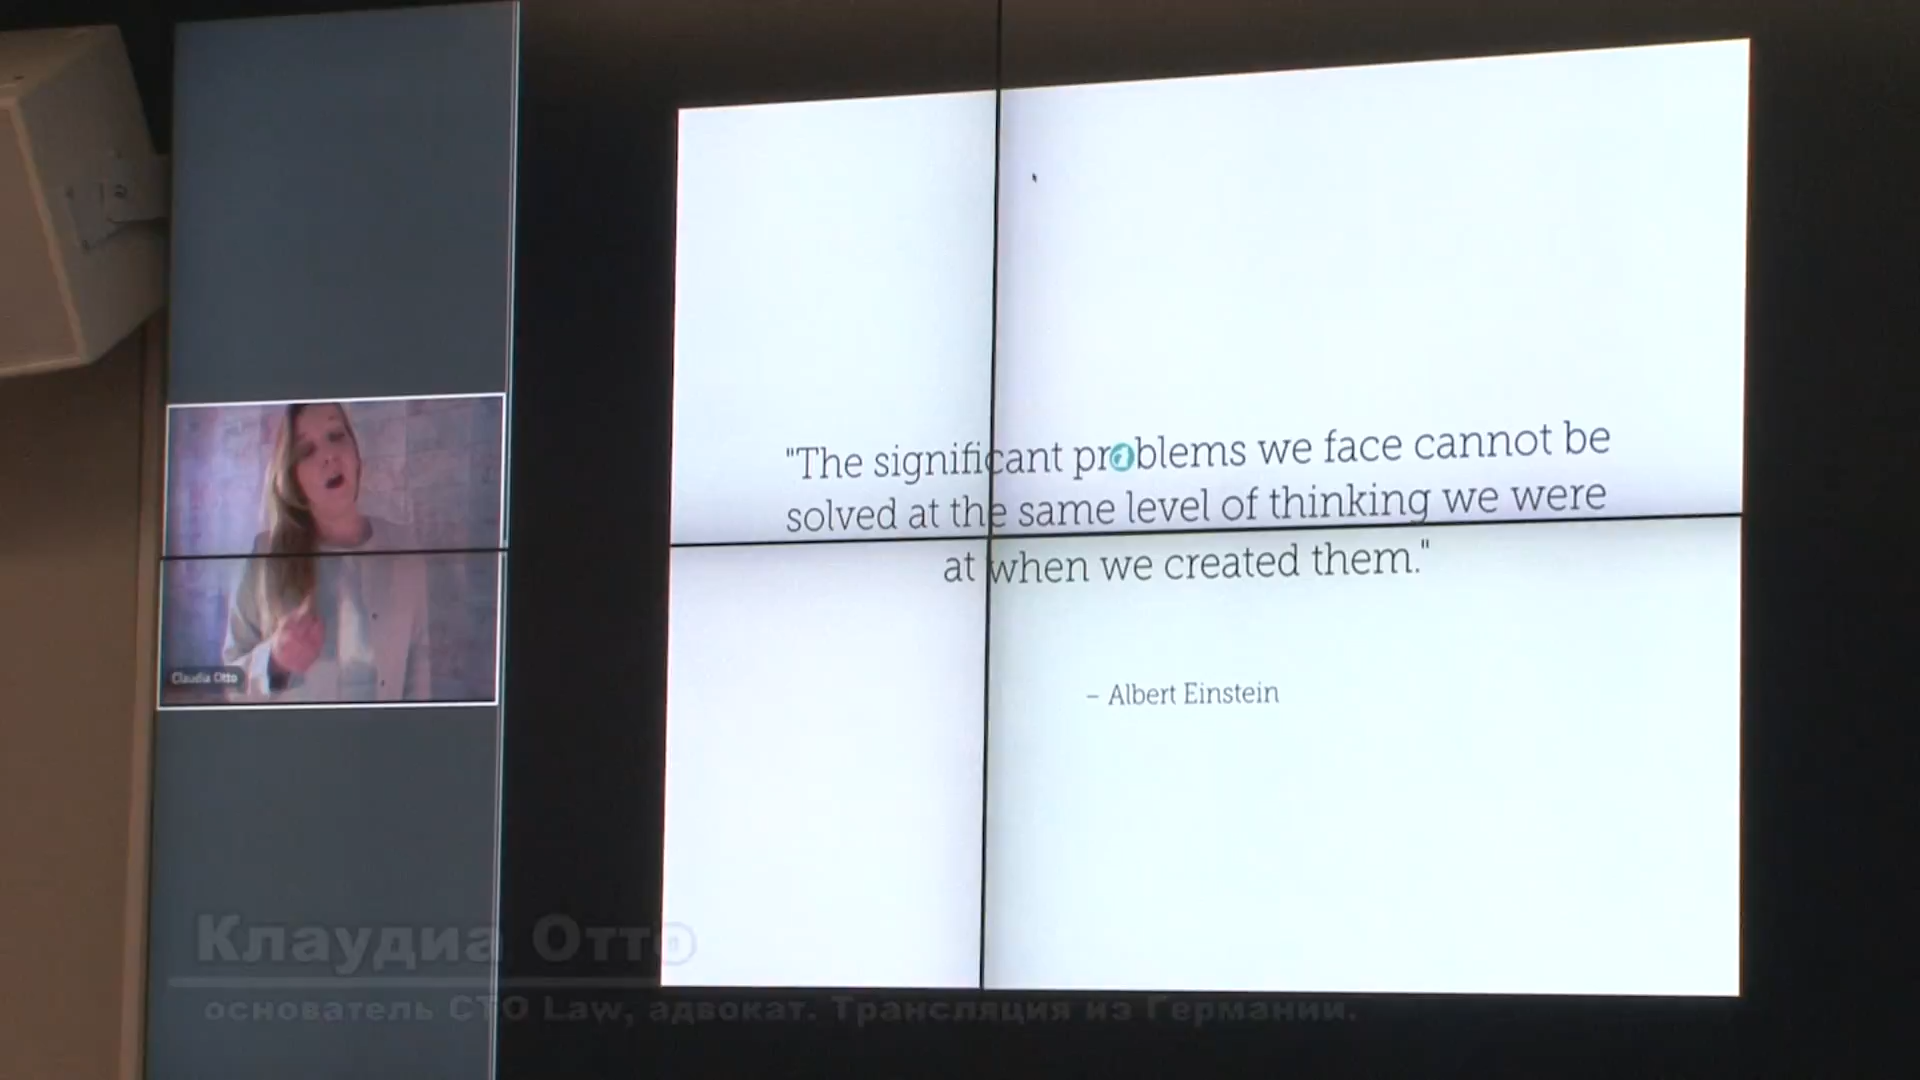 "The significant problems we face cannot be
solved at the same level of thinking we were
at when we created them."
– Albert Einstein
Claudia Otto
Клаудиа Отто
основатель СТО Law, адвокат. Трансляция из Германии.